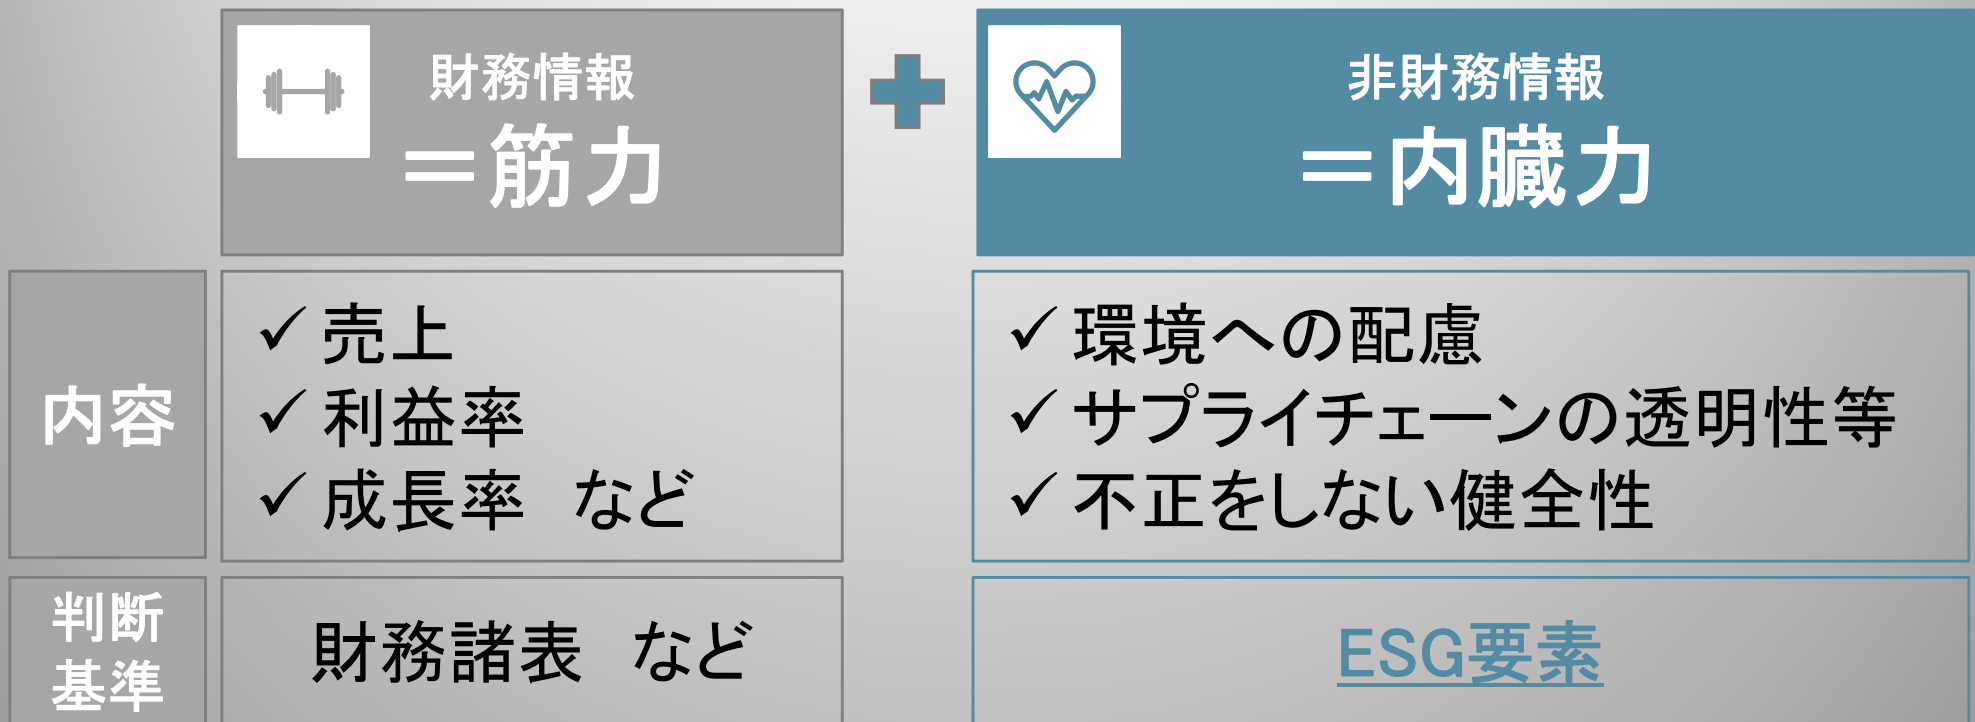 財務情報
＝筋力
非財務情報
＝内臓力
内容
✓ 売上
✓ 利益率
✓ 成長率　など
✓ 環境への配慮
✓ サプライチェーンの透明性等
✓ 不正をしない健全性
判断
基準
財務諸表　など
ESG要素